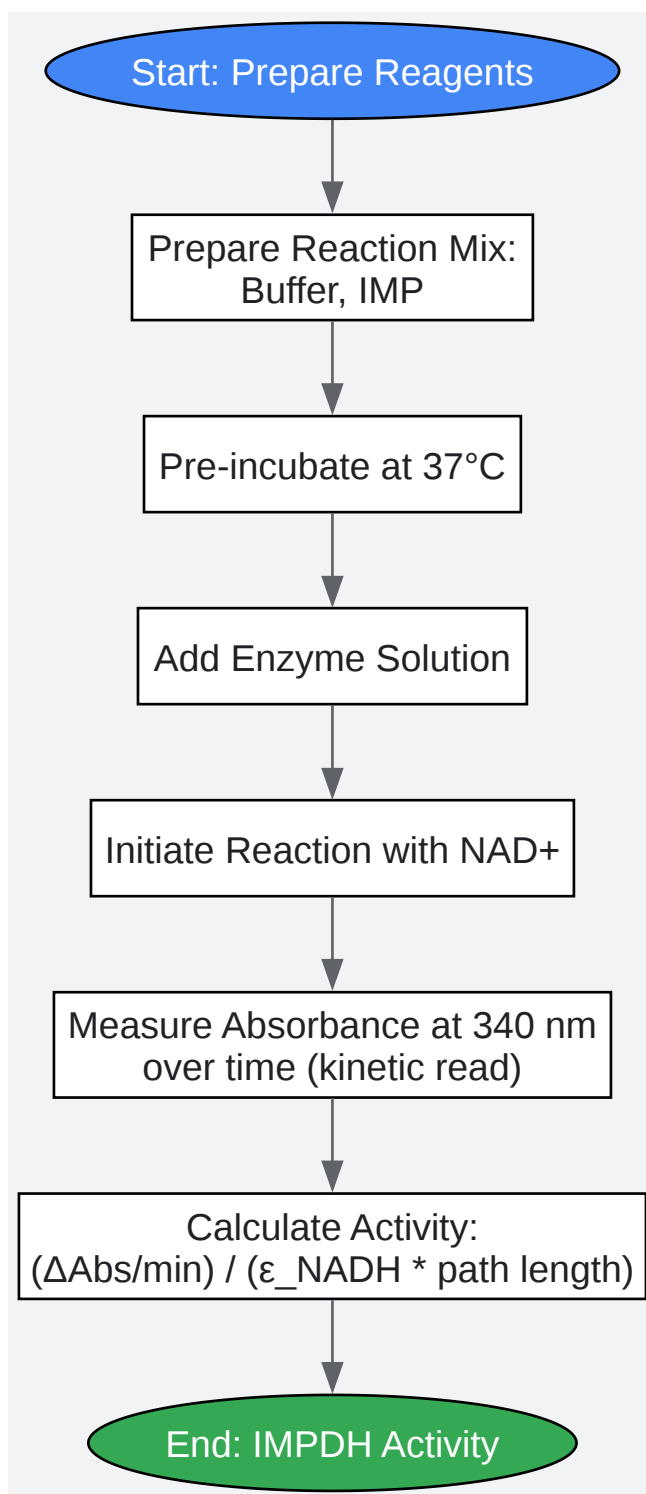 Start: Prepare Reagents
Prepare Reaction Mix:
Buffer, IMP
Pre-incubate at 37°C
Add Enzyme Solution
Initiate Reaction with NAD+
Measure Absorbance at 340 nm
over time (kinetic read)
Calculate Activity:
(ΔAbs/min) / (ε_NADH * path length)
End: IMPDH Activity